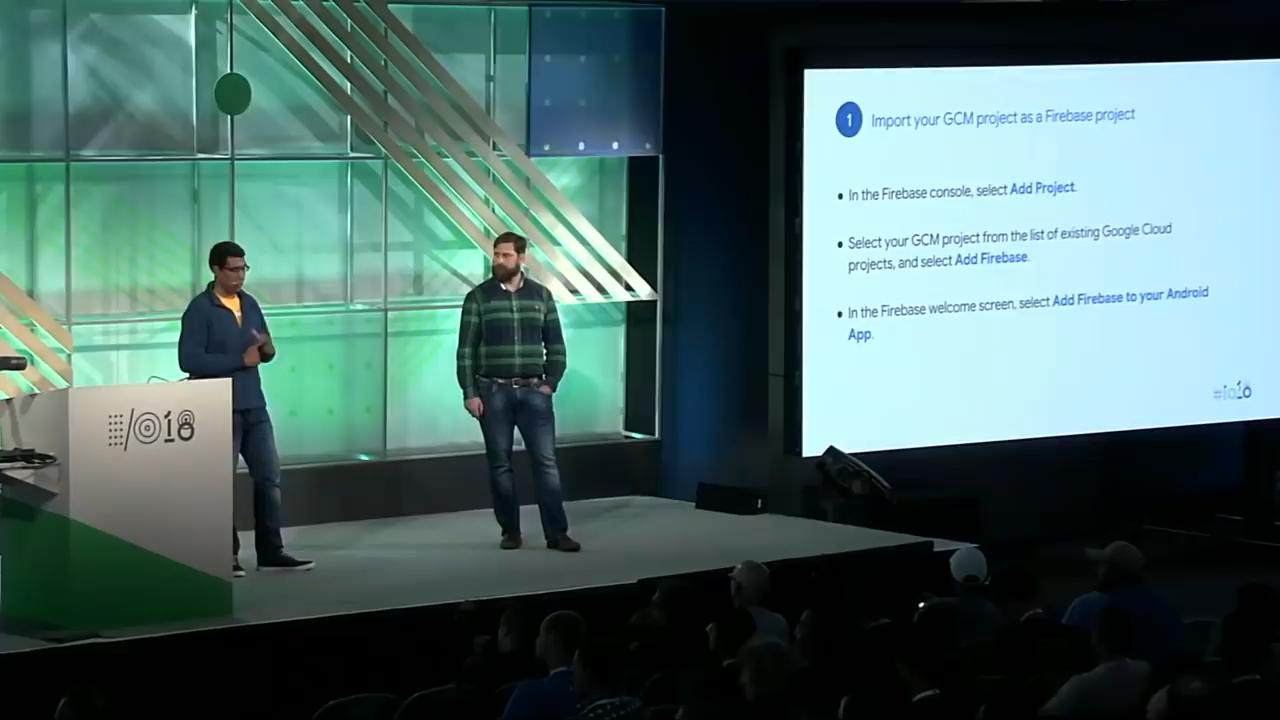 1 Import your GCM project as a Firebase project
• In the Firebase console, select Add Project.
• Select your GCM project from the list of existing Google Cloud
projects, and select Add Firebase.
• In the Firebase welcome screen, select Add Firebase to your Android
App.
#io18
I/O18